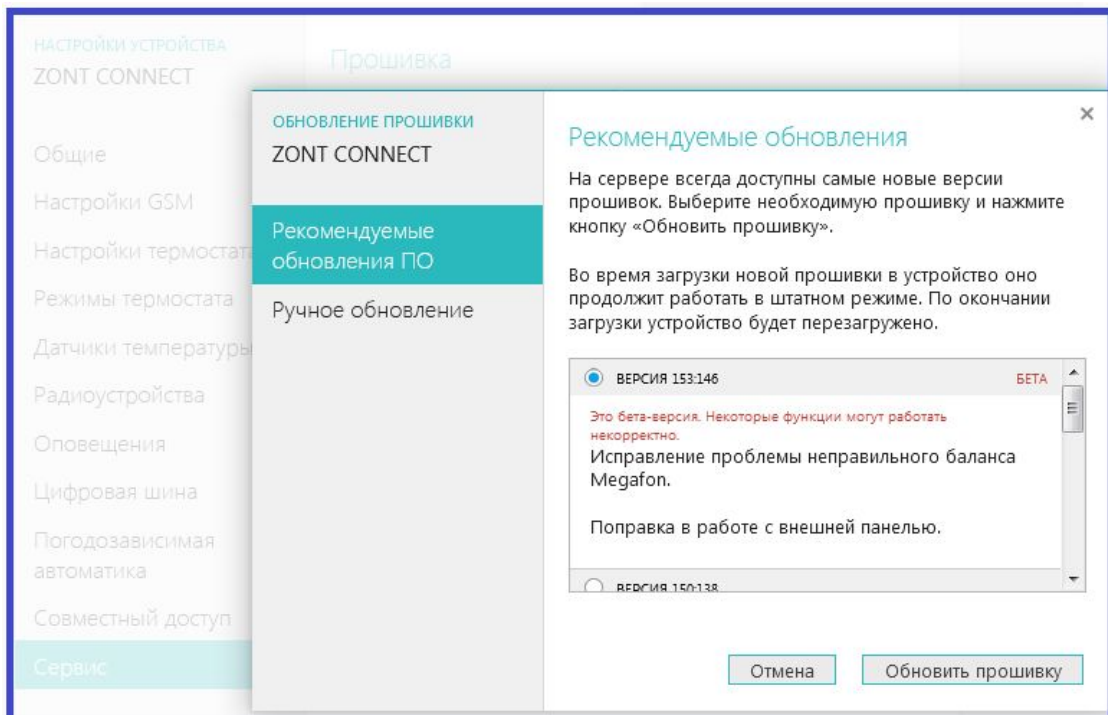 НАСТРОЙКИ УСТРОЙСТВА
ZONT CONNECT
Общие
Настройки GSM
Настройки термостата
Режимы термостата
Датчики температуры
Радиоустройства
Оповещения
Цифровая шина
Погодозависимая
автоматика
Совместный доступ
Сервис
Прошивка
ОБНОВЛЕНИЕ ПРОШИВКИ
ZONT CONNECT
Рекомендуемые
обновления ПО
Ручное обновление
×
Рекомендуемые обновления
На сервере всегда доступны самые новые версии
прошивок. Выберите необходимую прошивку и нажмите
кнопку «Обновить прошивку».
Во время загрузки новой прошивки в устройство оно
продолжит работать в штатном режиме. По окончании
загрузки устройство будет перезагружено.
ВЕРСИЯ 153:146 БЕТА
Это бета-версия. Некоторые функции могут работать
некорректно.
Исправление проблемы неправильного баланса
Megafon.
Поправка в работе с внешней панелью.
ВЕРСИЯ 150:138
Отмена
Обновить прошивку